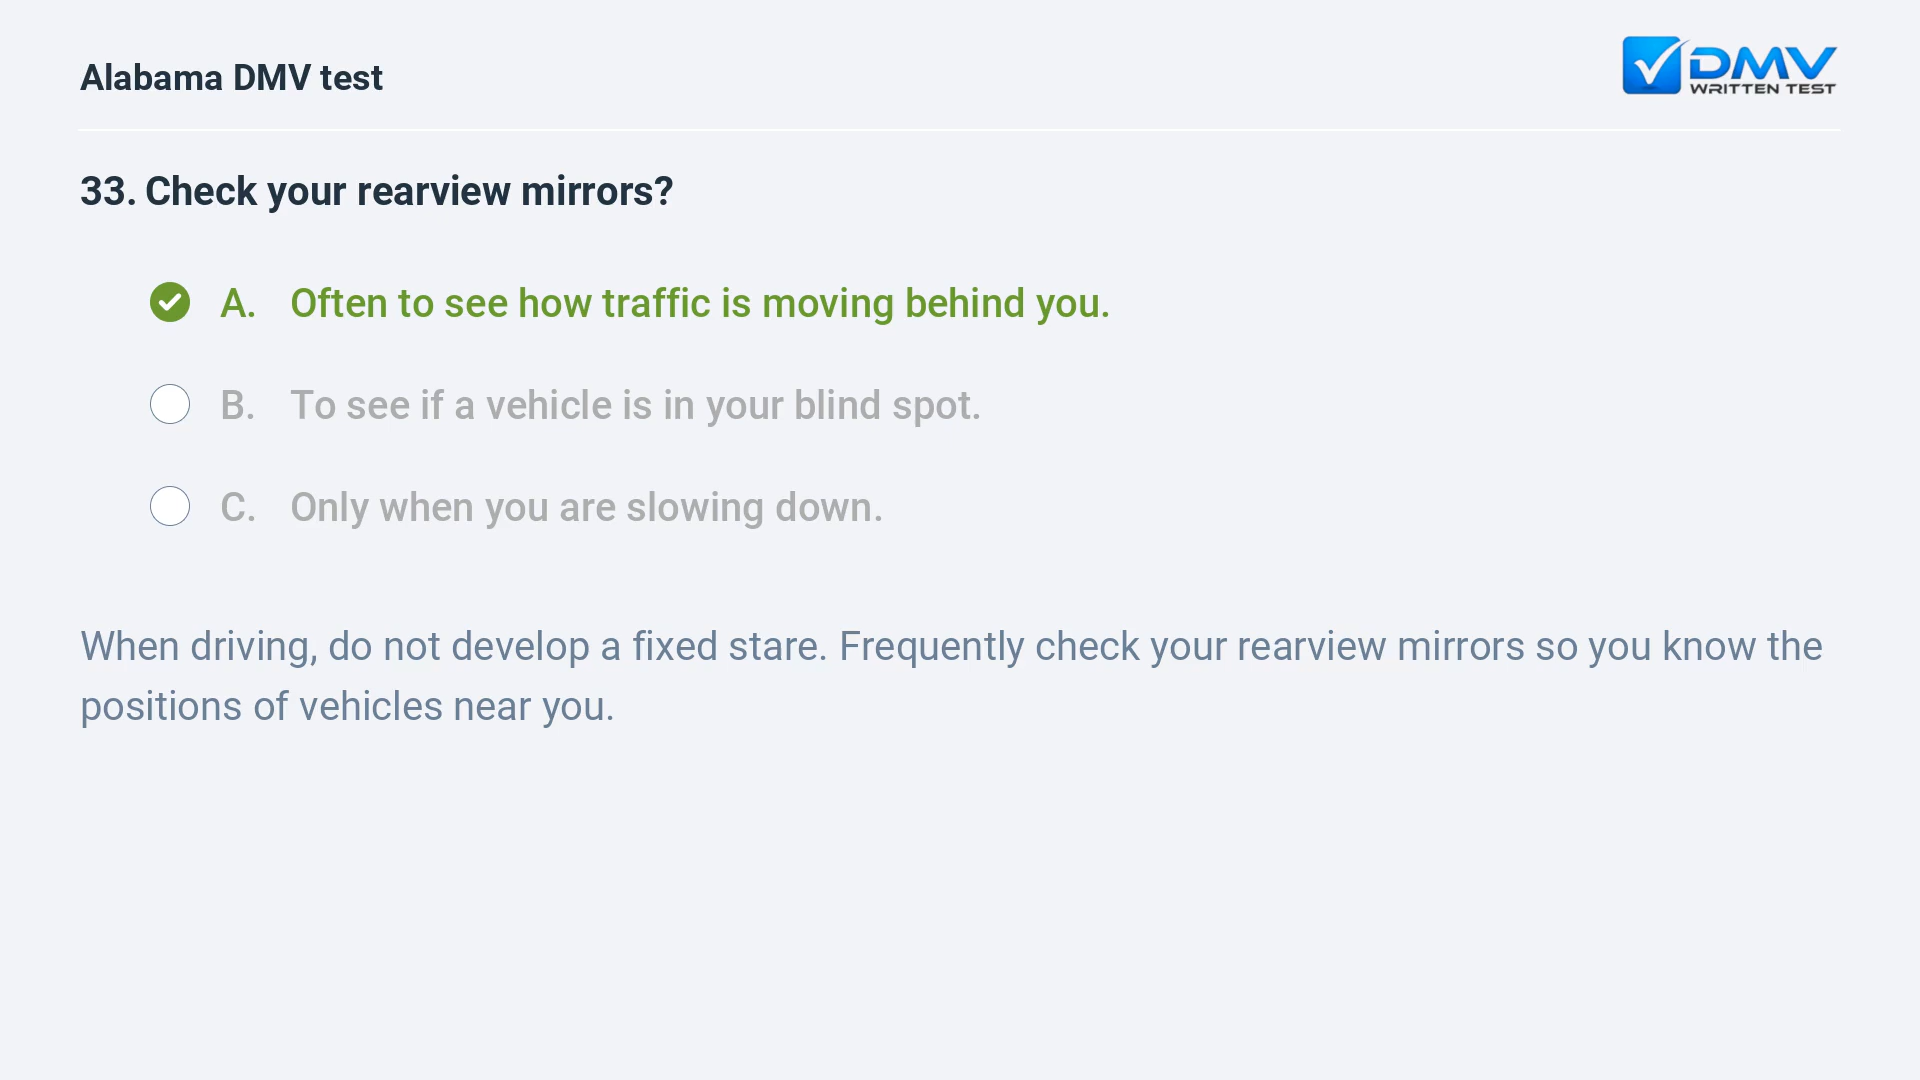 Alabama DMV test
DMV
WRITTEN TEST
33. Check your rearview mirrors?
A. Often to see how traffic is moving behind you.
B. To see if a vehicle is in your blind spot.
C. Only when you are slowing down.
When driving, do not develop a fixed stare. Frequently check your rearview mirrors so you know the
positions of vehicles near you.